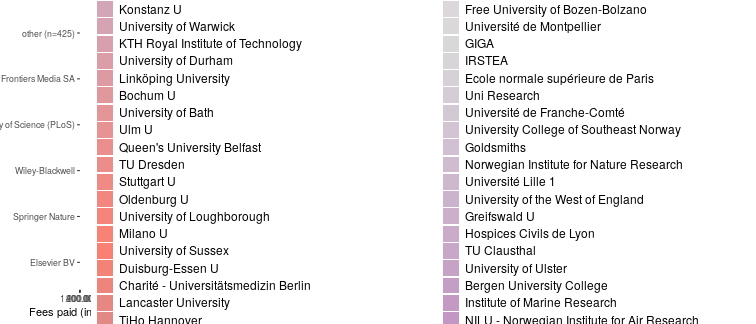 other (n=425)
Frontiers Media SA
y of Science (PLoS)
Wiley-Blackwell
Springer Nature
Elsevier BV
Fees paid (in
Konstanz U
University of Warwick
KTH Royal Institute of Technology
University of Durham
Linköping University
Bochum U
University of Bath
Ulm U
Queen's University Belfast
TU Dresden
Stuttgart U
Oldenburg U
University of Loughborough
Milano U
University of Sussex
Duisburg-Essen U
Charité - Universitätsmedizin Berlin
Lancaster University
TiHo Hannover
Free University of Bozen-Bolzano
Université de Montpellier
GIGA
IRSTEA
Ecole normale supérieure de Paris
Uni Research
Université de Franche-Comté
University College of Southeast Norway
Goldsmiths
Norwegian Institute for Nature Research
Université Lille 1
University of the West of England
Greifswald U
Hospices Civils de Lyon
TU Clausthal
University of Ulster
Bergen University College
Institute of Marine Research
NILU - Norwegian Institute for Air Research